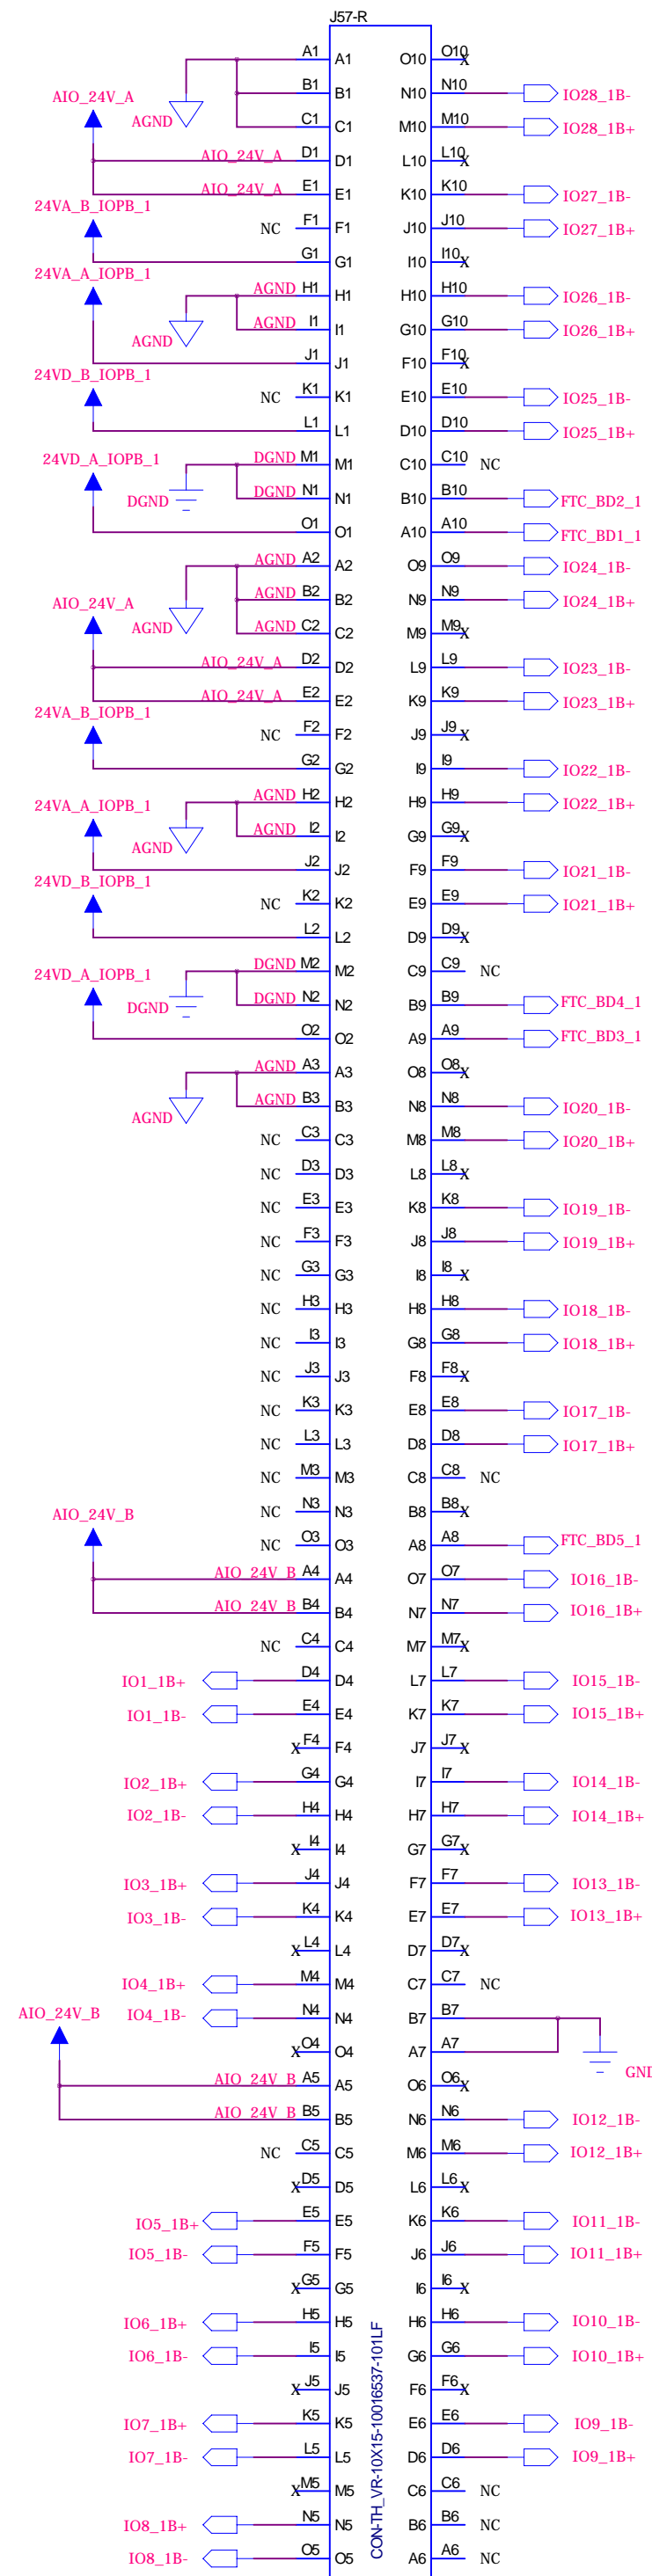 J57-R
A1 A1 O10 O10 X
B1 B1 N10 N10 IO28_1B-
AIO_24V_A
AGND C1 C1 M10 M10 IO28_1B+
AIO_24V_A D1 D1 L10 L10 X
AIO_24V_A E1 E1 K10 K10 IO27_1B-
24VA_B_IOPB_1
NC F1 F1 J10 J10 IO27_1B+
G1 G1 I10 I10 X
24VA_A_IOPB_1
AGND H1 H1 H10 H10 IO26_1B-
AGND I1 I1 G10 G10 IO26_1B+
AGND
J1 J1 F10 F10 X
24VD_B_IOPB_1
NC K1 K1 E10 E10 IO25_1B-
L1 L1 D10 D10 IO25_1B+
24VD_A_IOPB_1
DGND M1 M1 C10 C10 NC
DGND DGND N1 N1 B10 B10 FTC_BD2_1
O1 O1 A10 A10 FTC_BD1_1
AGND A2 A2 O9 O9 IO24_1B-
AGND B2 B2 N9 N9 IO24_1B+
AIO_24V_A
AGND AGND C2 C2 M9 M9 X
AIO_24V_A D2 D2 L9 L9 IO23_1B-
AIO_24V_A E2 E2 K9 K9 IO23_1B+
24VA_B_IOPB_1
NC F2 F2 J9 J9 X
G2 G2 I9 I9 IO22_1B-
24VA_A_IOPB_1
AGND H2 H2 H9 H9 IO22_1B+
AGND I2 I2 G9 G9 X
AGND
J2 J2 F9 F9 IO21_1B-
24VD_B_IOPB_1
NC K2 K2 E9 E9 IO21_1B+
L2 L2 D9 D9 X
24VD_A_IOPB_1
DGND M2 M2 C9 C9 NC
DGND DGND N2 N2 B9 B9 FTC_BD4_1
O2 O2 A9 A9 FTC_BD3_1
AGND A3 A3 O8 O8 X
AGND B3 B3 N8 N8 IO20_1B-
AGND
NC C3 C3 M8 M8 IO20_1B+
NC D3 D3 L8 L8 X
NC E3 E3 K8 K8 IO19_1B-
NC F3 F3 J8 J8 IO19_1B+
NC G3 G3 I8 I8 X
NC H3 H3 H8 H8 IO18_1B-
NC I3 I3 G8 G8 IO18_1B+
NC J3 J3 F8 F8 X
NC K3 K3 E8 E8 IO17_1B-
NC L3 L3 D8 D8 IO17_1B+
NC M3 M3 C8 C8 NC
NC N3 N3 B8 B8 X
AIO_24V_B
NC O3 O3 A8 A8 FTC_BD5_1
AIO_24V_B A4 A4 O7 O7 IO16_1B-
AIO_24V_B B4 B4 N7 N7 IO16_1B+
NC C4 C4 M7 M7 X
IO1_1B+ D4 D4 L7 L7 IO15_1B-
IO1_1B- E4 E4 K7 K7 IO15_1B+
X F4 F4 J7 J7 X
IO2_1B+ G4 G4 I7 I7 IO14_1B-
IO2_1B- H4 H4 H7 H7 IO14_1B+
X I4 I4 G7 G7 X
IO3_1B+ J4 J4 F7 F7 IO13_1B-
IO3_1B- K4 K4 E7 E7 IO13_1B+
X L4 L4 D7 D7 X
IO4_1B+ M4 M4 C7 C7 NC
AIO_24V_B
IO4_1B- N4 N4 B7 B7
X O4 O4 A7 A7
GND
AIO_24V_B A5 A5 O6 O6 X
AIO_24V_B B5 B5 N6 N6 IO12_1B-
NC C5 C5 M6 M6 IO12_1B+
X D5 D5 L6 L6 X
IO5_1B+ E5 E5 K6 K6 IO11_1B-
IO5_1B- F5 F5 J6 J6 IO11_1B+
X G5 G5 I6 I6 X
IO6_1B+ H5 H5 H6 H6 IO10_1B-
IO6_1B- I5 I5 G6 G6 IO10_1B+
X J5 J5 F6 F6 X
IO7_1B+ K5 K5 E6 E6 IO9_1B-
IO7_1B- L5 L5 D6 D6 IO9_1B+
X M5 M5 C6 C6 NC
IO8_1B+ N5 N5 B6 B6 NC
IO8_1B- O5 O5 A6 A6 NC
CON-TH_VR-10X15-10016537-101LF